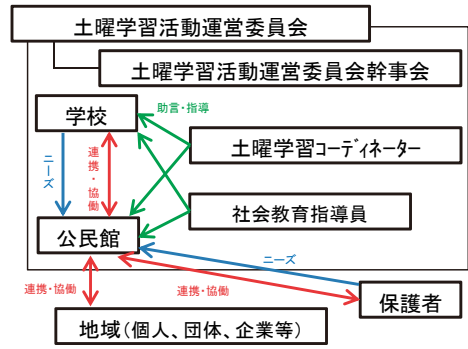 土曜学習活動運営委員会
土曜学習活動運営委員会幹事会
学校
助言・指導
土曜学習コーディネーター
ニーズ
連携・協働
社会教育指導員
公民館
ニーズ
連携・協働
連携・協働
保護者
地域(個人、団体、企業等)